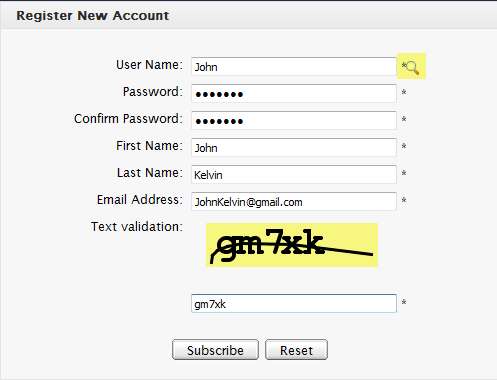 Register New Account
User Name: John *
Password: ●●●●●●● *
Confirm Password: ●●●●●●● *
First Name: John *
Last Name: Kelvin *
Email Address: JohnKelvin@gmail.com *
Text validation: gm7xk
gm7xk *
Subscribe Reset